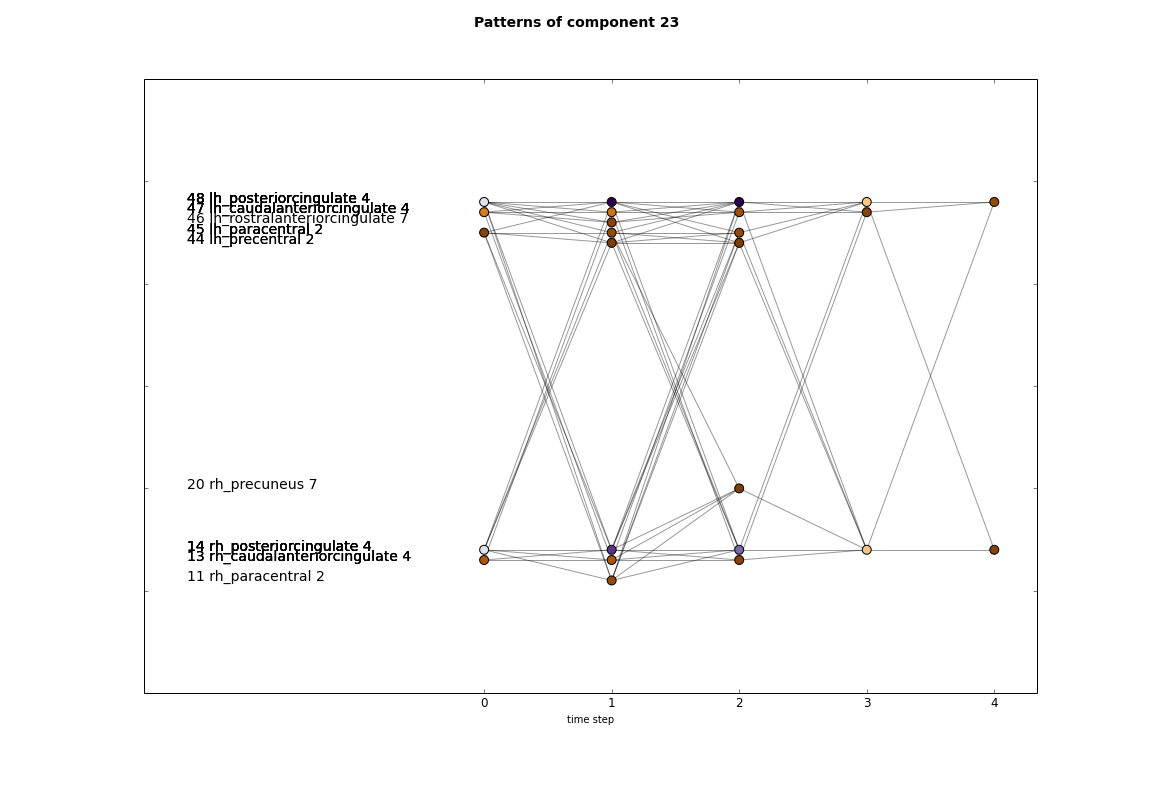 Patterns of component 23
48 lh_posteriorcingulate 4
47 lh_caudalanteriorcingulate 4
46 lh_rostralanteriorcingulate 7
45 lh_paracentral 2
44 lh_precentral 2
20 rh_precuneus 7
14 rh_posteriorcingulate 4
13 rh_caudalanteriorcingulate 4
11 rh_paracentral 2
0 1 2 3 4
time step